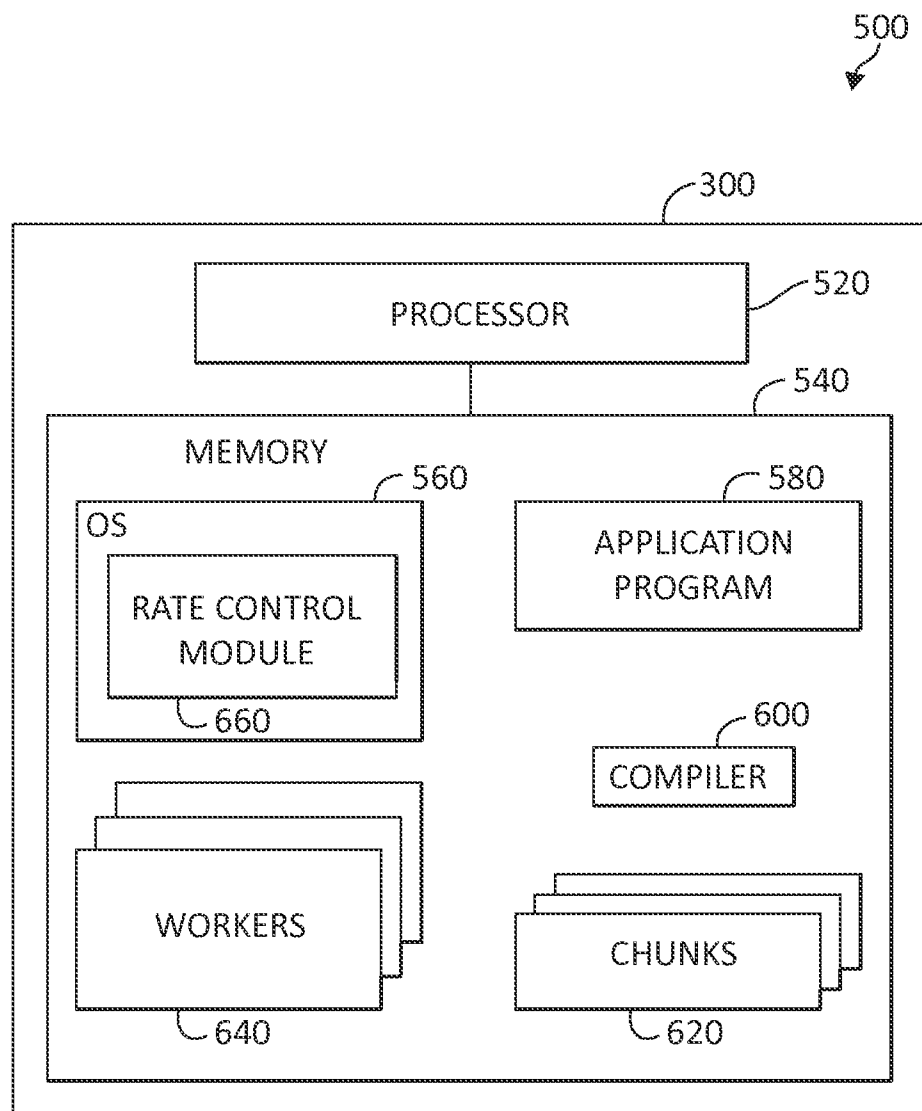 500
300
PROCESSOR
520
540
MEMORY
560
580
OS
APPLICATION
PROGRAM
RATE CONTROL
MODULE
660
600
COMPILER
WORKERS
CHUNKS
640
620